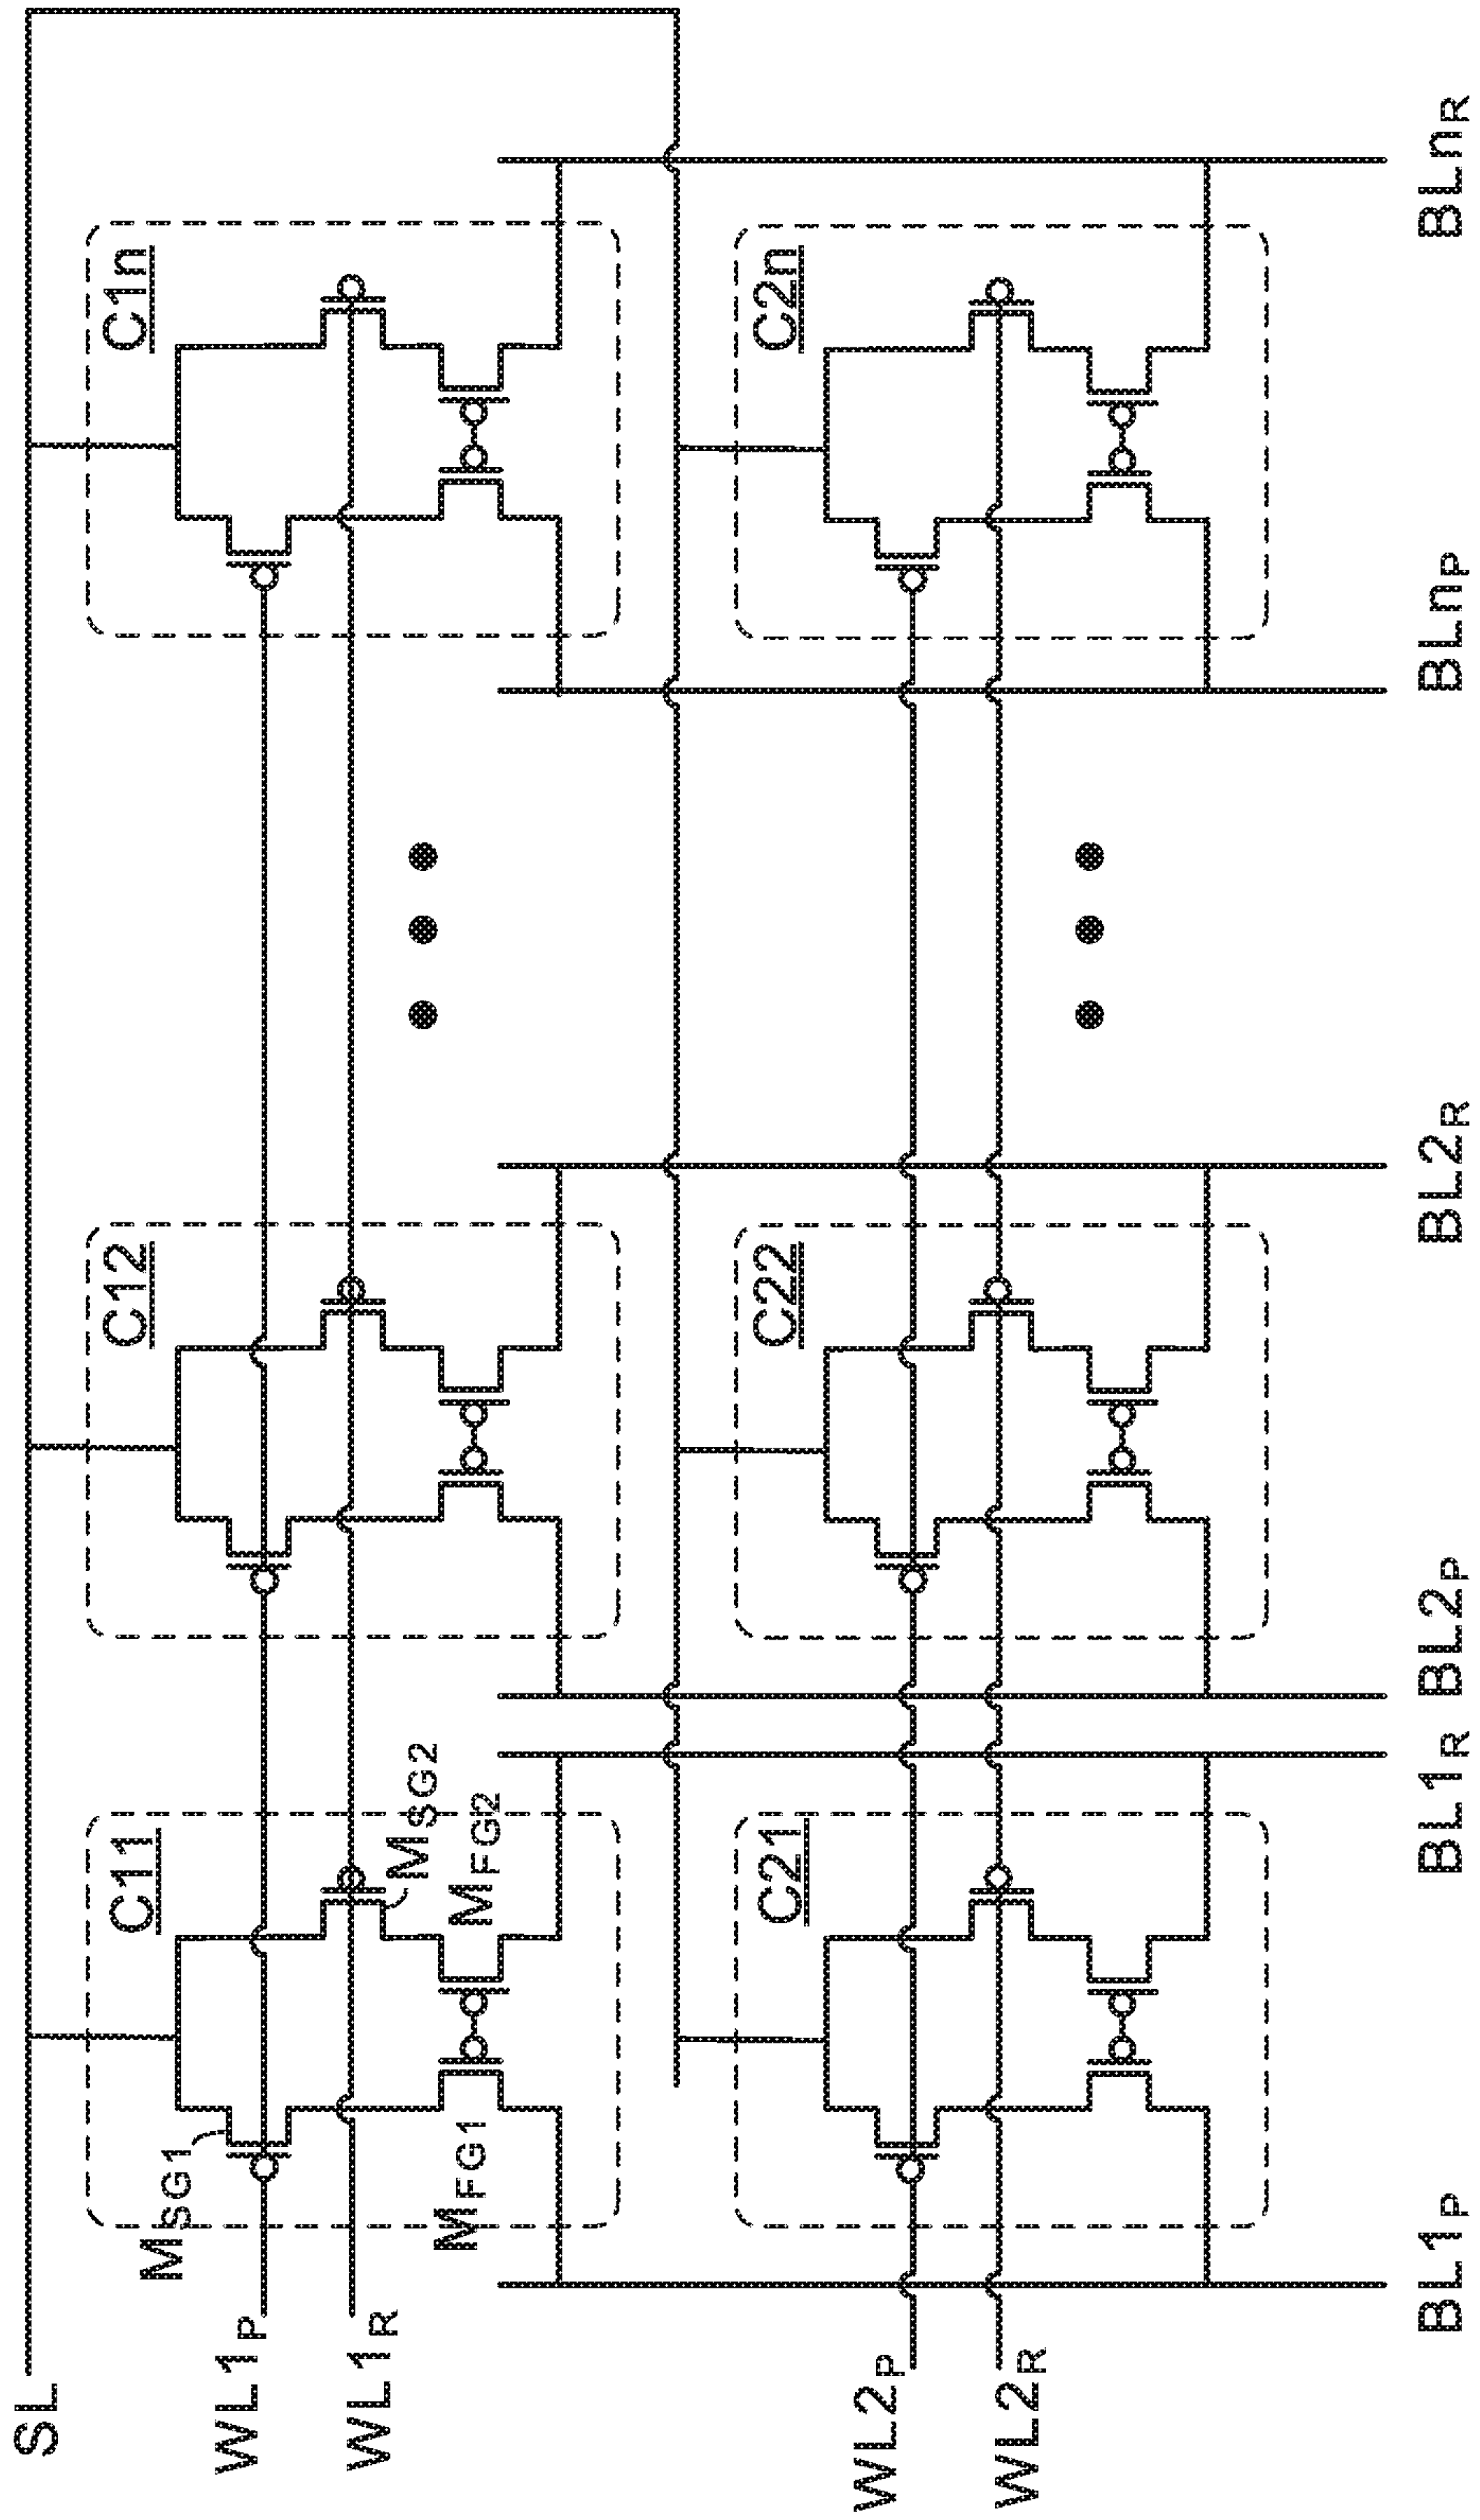 SL
C11
C12
C1n
MSG1
WL1P
WL1R
MSG2
MFG1
MFG2
C21
C22
C2n
WL2P
WL2R
BL1P
BL1R
BL2P
BL2R
BLnP
BLnR